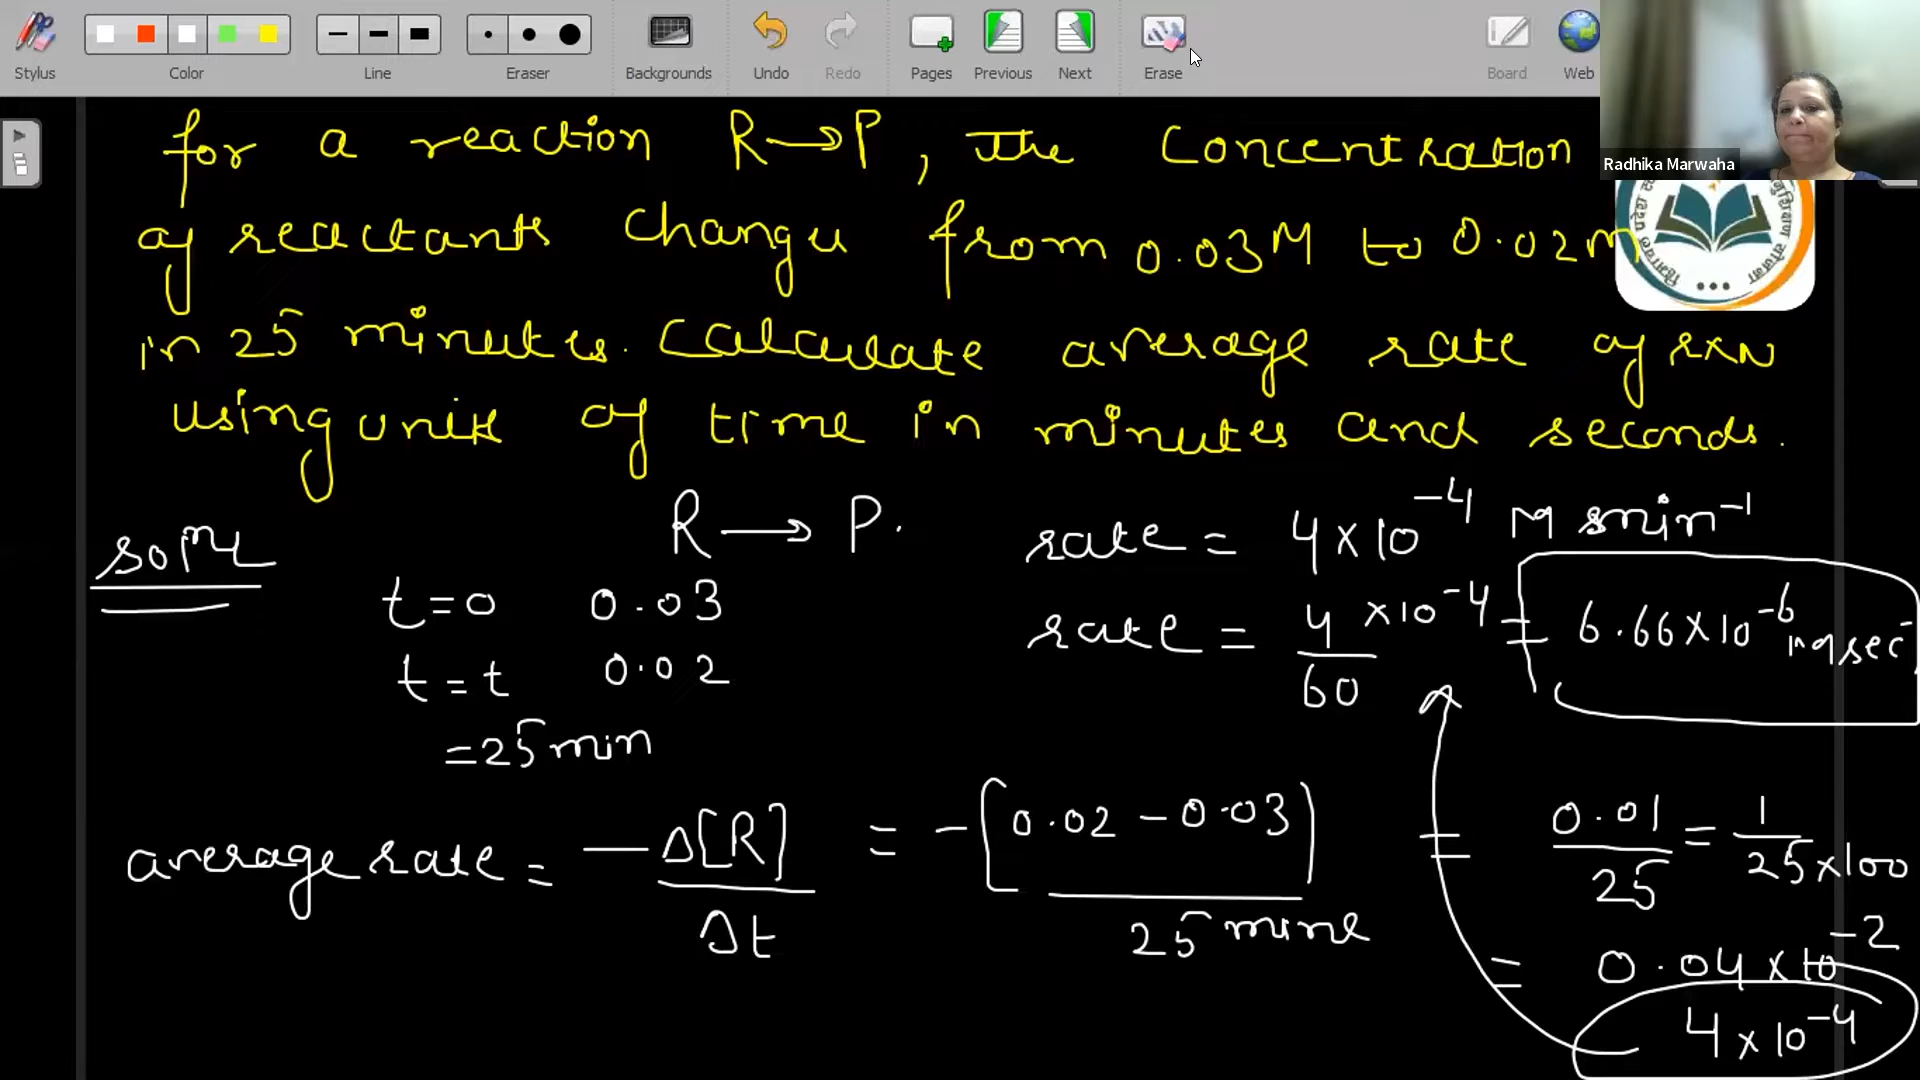 Stylus Color Line Eraser Backgrounds Undo Redo Pages Previous Next Erase Board Web
Radhika Marwaha
for a reaction R→P, The Concentration
of reactants changes from 0.03M to 0.02M
in 25 minutes. Calculate average rate of rxn
using units of time in minutes and seconds.
Soln
R → P.
t=0 0.03
t=t 0.02
=25min
rate = 4×10⁻⁴ M min⁻¹
rate = 4×10⁻⁴/60 = 6.66×10⁻⁶ sec
average rate = -Δ[R]/Δt = -[0.02-0.03]/25 = 0.01/25 = 1/25×100
= 0.04×10⁻²
4×10⁻⁴